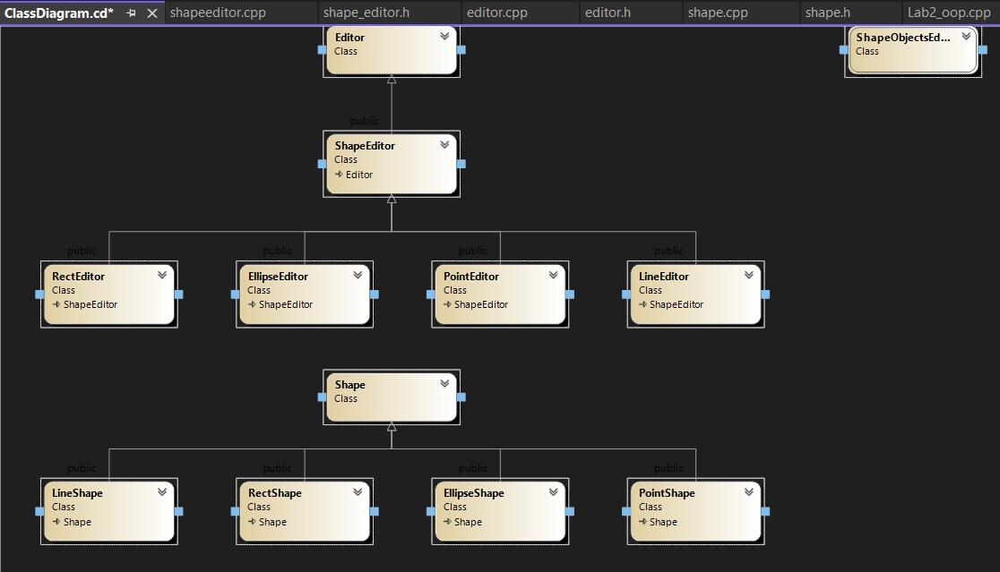 ClassDiagram.cd* shapeeditor.cpp shape_editor.h editor.cpp editor.h shape.cpp shape.h Lab2_oop.cpp
Editor
Class
ShapeObjectsEd...
Class
public
ShapeEditor
Class
Editor
public public public public
RectEditor
Class
ShapeEditor
EllipseEditor
Class
ShapeEditor
PointEditor
Class
ShapeEditor
LineEditor
Class
ShapeEditor
Shape
Class
public public public public
LineShape
Class
Shape
RectShape
Class
Shape
EllipseShape
Class
Shape
PointShape
Class
Shape